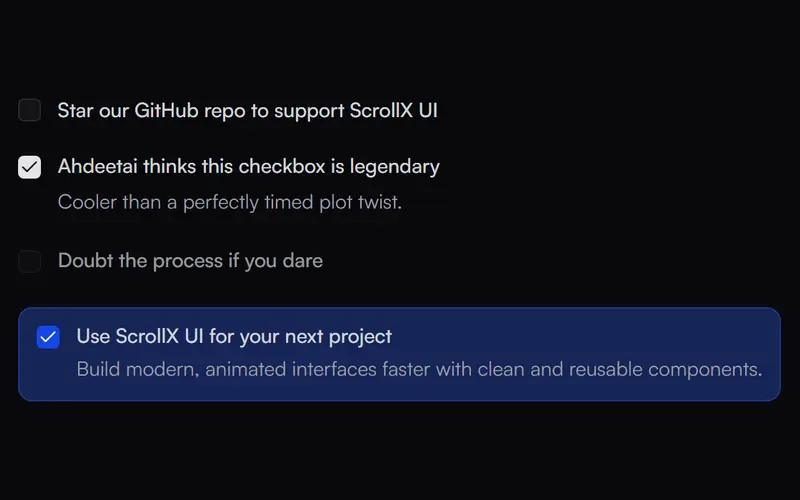 Star our GitHub repo to support ScrollX UI
Ahdeetai thinks this checkbox is legendary
Cooler than a perfectly timed plot twist.
Doubt the process if you dare
Use ScrollX UI for your next project
Build modern, animated interfaces faster with clean and reusable components.